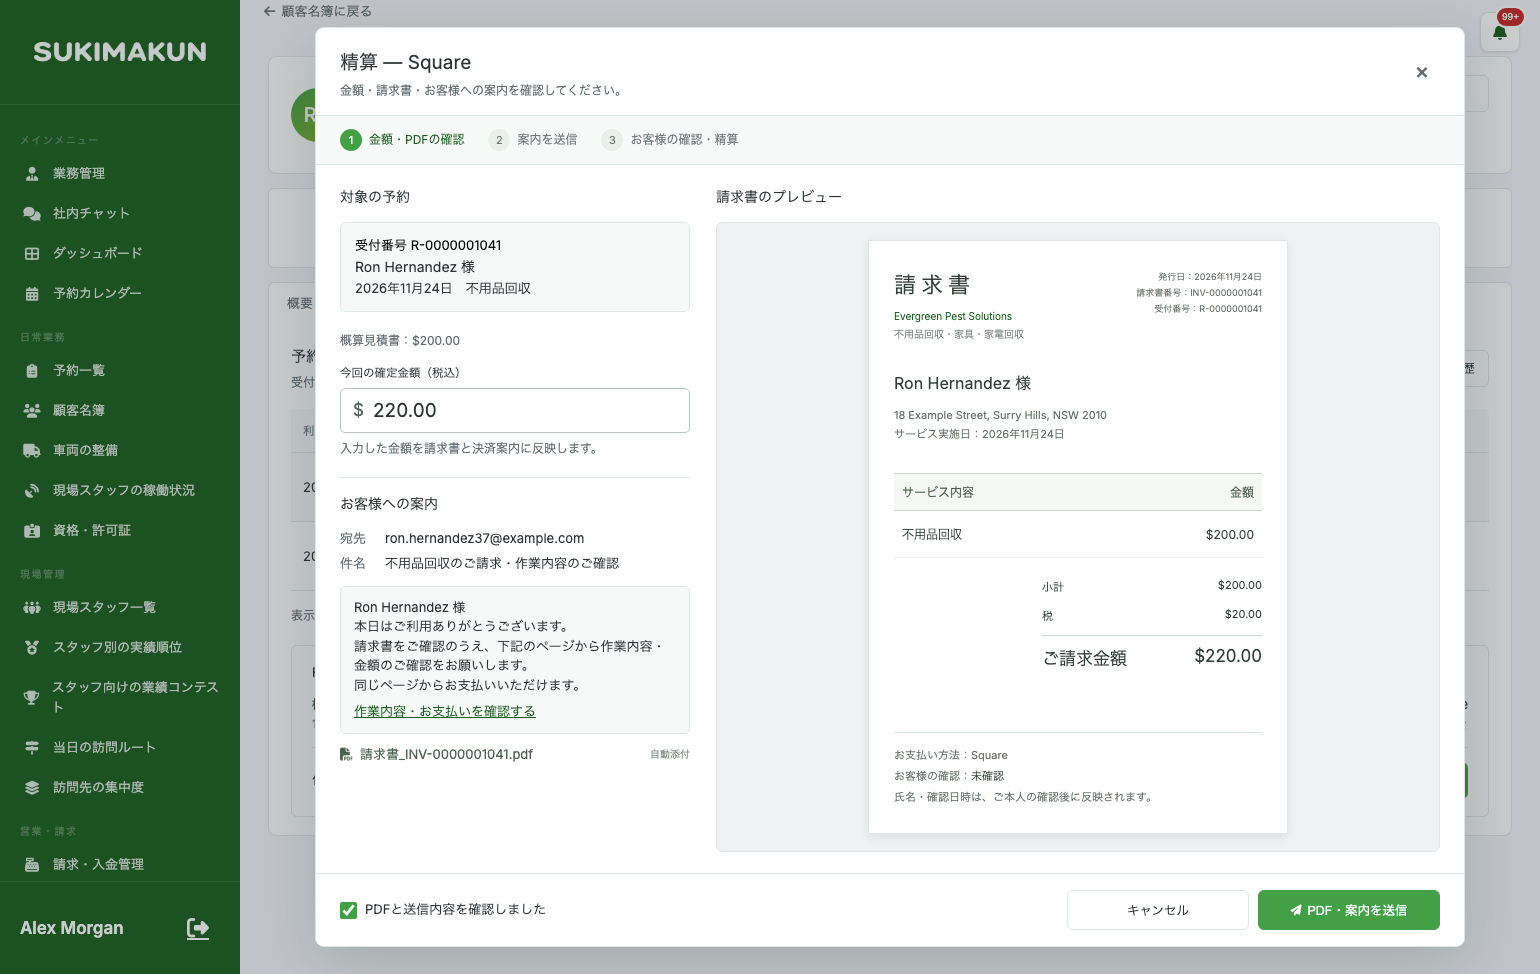 SUKIMAKUN
メインメニュー
業務管理
社内チャット
ダッシュボード
予約カレンダー
日常業務
予約一覧
顧客名簿
車両の整備
現場スタッフの稼働状況
資格・許可証
現場管理
現場スタッフ一覧
スタッフ別の実績順位
スタッフ向けの業績コンテス
ト
当日の訪問ルート
訪問先の集中度
営業・請求
請求・入金管理
Alex Morgan
← 顧客名簿に戻る
99+
概要
受付
表示
歴
精算 — Square
金額・請求書・お客様への案内を確認してください。
1 金額・PDFの確認
2 案内を送信
3 お客様の確認・精算
対象の予約
受付番号 R-0000001041
Ron Hernandez 様
2026年11月24日 不用品回収
概算見積書：$200.00
今回の確定金額（税込）
$ 220.00
入力した金額を請求書と決済案内に反映します。
お客様への案内
宛先 ron.hernandez37@example.com
件名 不用品回収のご請求・作業内容のご確認
Ron Hernandez 様
本日はご利用ありがとうございます。
請求書をご確認のうえ、下記のページから作業内容・
金額のご確認をお願いします。
同じページからお支払いいただけます。
作業内容・お支払いを確認する
請求書_INV-0000001041.pdf 自動添付
請求書のプレビュー
請求書
発行日：2026年11月24日
請求書番号：INV-0000001041
受付番号：R-0000001041
Evergreen Pest Solutions
不用品回収・家具・家電回収
Ron Hernandez 様
18 Example Street, Surry Hills, NSW 2010
サービス実施日：2026年11月24日
サービス内容 金額
不用品回収 $200.00
小計 $200.00
税 $20.00
ご請求金額 $220.00
お支払い方法：Square
お客様の確認：未確認
氏名・確認日時は、ご本人の確認後に反映されます。
PDFと送信内容を確認しました
キャンセル
PDF・案内を送信